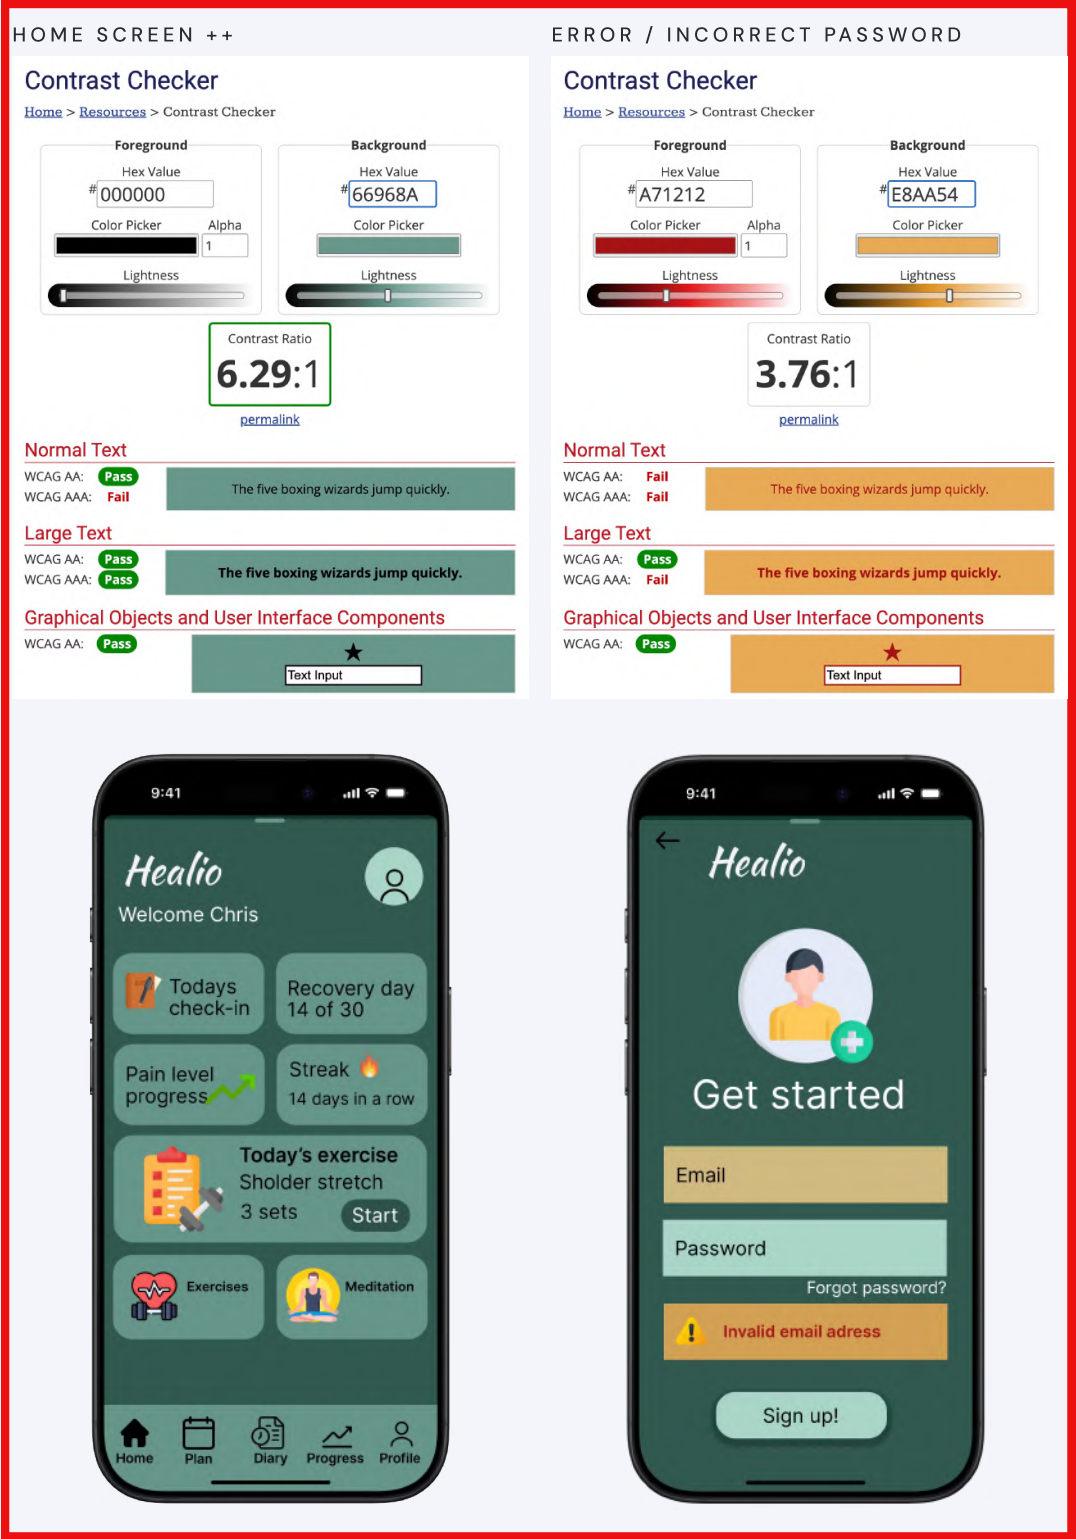 HOME SCREEN ++
Contrast Checker
Home > Resources > Contrast Checker
Foreground
Hex Value
# 000000
Color Picker
Alpha
1
Lightness
Background
Hex Value
# 66968A
Color Picker
Lightness
Contrast Ratio
6.29:1
permalink
Normal Text
WCAG AA: Pass
WCAG AAA: Fail
The five boxing wizards jump quickly.
Large Text
WCAG AA: Pass
WCAG AAA: Pass
The five boxing wizards jump quickly.
Graphical Objects and User Interface Components
WCAG AA: Pass
Text Input
ERROR / INCORRECT PASSWORD
Contrast Checker
Home > Resources > Contrast Checker
Foreground
Hex Value
# A71212
Color Picker
Alpha
1
Lightness
Background
Hex Value
# E8AA54
Color Picker
Lightness
Contrast Ratio
3.76:1
permalink
Normal Text
WCAG AA: Fail
WCAG AAA: Fail
The five boxing wizards jump quickly.
Large Text
WCAG AA: Pass
WCAG AAA: Fail
The five boxing wizards jump quickly.
Graphical Objects and User Interface Components
WCAG AA: Pass
Text Input
9:41
Healio
Welcome Chris
Todays
check-in
Recovery day
14 of 30
Pain level
progress
Streak
14 days in a row
Today's exercise
Sholder stretch
3 sets
Start
Exercises
Meditation
Home
Plan
Diary
Progress
Profile
9:41
Healio
Get started
Email
Password
Forgot password?
Invalid email adress
Sign up!